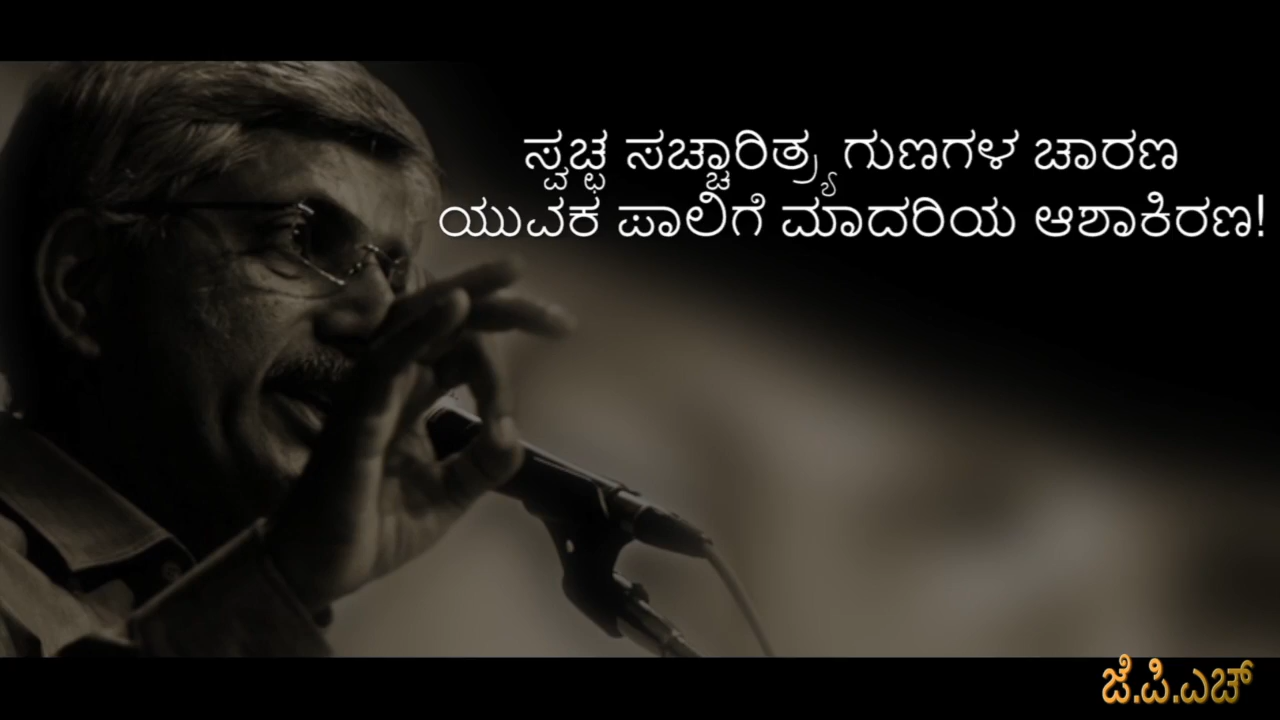 ಸ್ವಚ್ಛ ಸಚ್ಚಾರಿತ್ರ್ಯ ಗುಣಗಳ ಚಾರಣ
ಯುವಕ ಪಾಲಿಗೆ ಮಾದರಿಯ ಆಶಾಕಿರಣ!
ಜೆ.ಪಿ.ಎಚ್